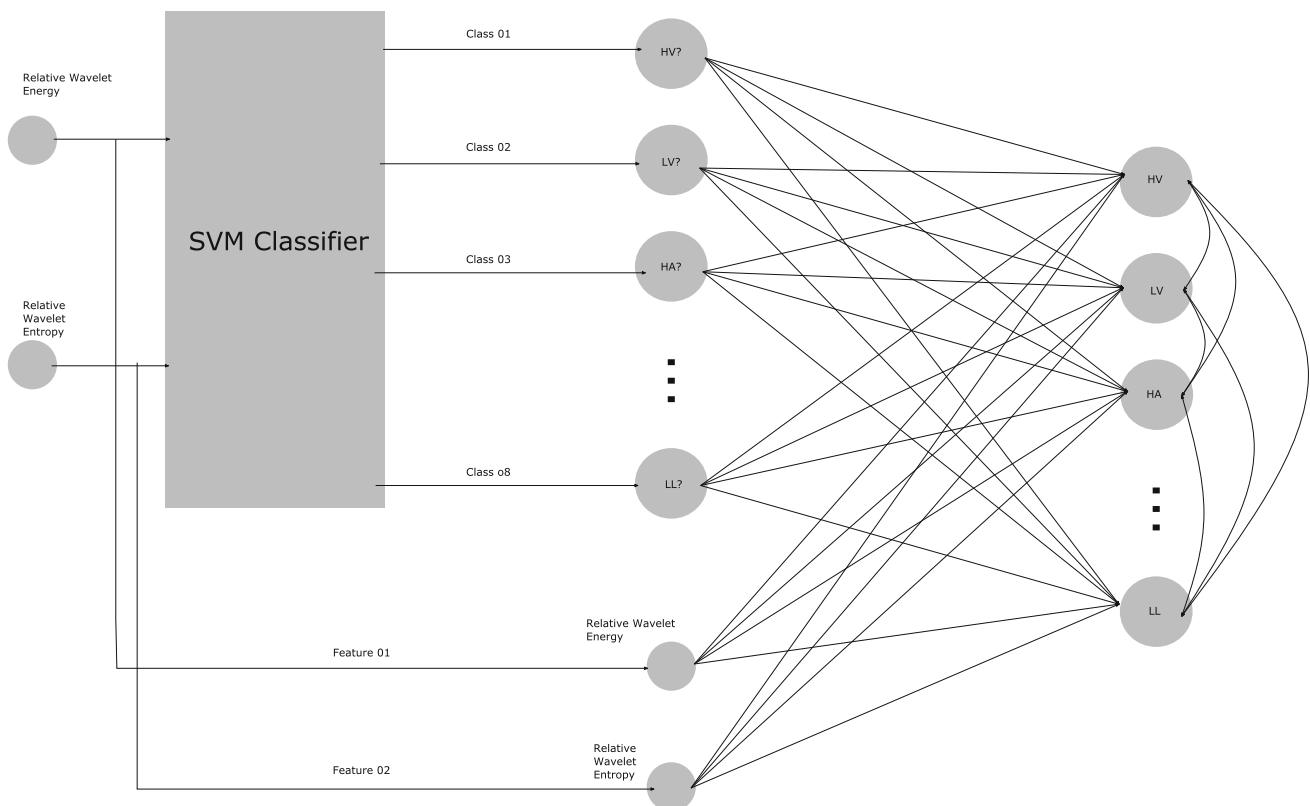 Class 01
HV?
Relative Wavelet
Energy
Class 02
LV?
HV
SVM Classifier
Class 03
HA?
LV
Relative
Wavelet
Entropy
HA
Class o8
LL?
LL
Relative Wavelet
Energy
Feature 01
Relative
Wavelet
Entropy
Feature 02